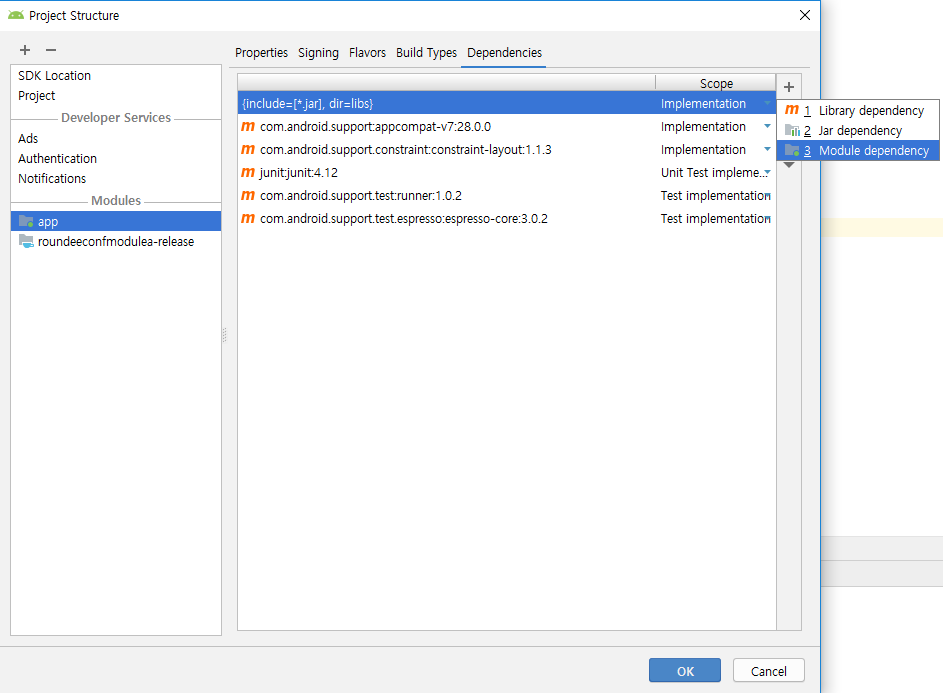 Project Structure
Properties Signing Flavors Build Types Dependencies
SDK Location
Project
Developer Services
Ads
Authentication
Notifications
Modules
app
roundeeconfmodulea-release
Scope
{include=[*.jar], dir=libs} Implementation
m com.android.support:appcompat-v7:28.0.0 Implementation
m com.android.support.constraint:constraint-layout:1.1.3 Implementation
m junit:junit:4.12 Unit Test impleme...
m com.android.support.test:runner:1.0.2 Test implementation
m com.android.support.test.espresso:espresso-core:3.0.2 Test implementation
m 1 Library dependency
2 Jar dependency
3 Module dependency
OK Cancel